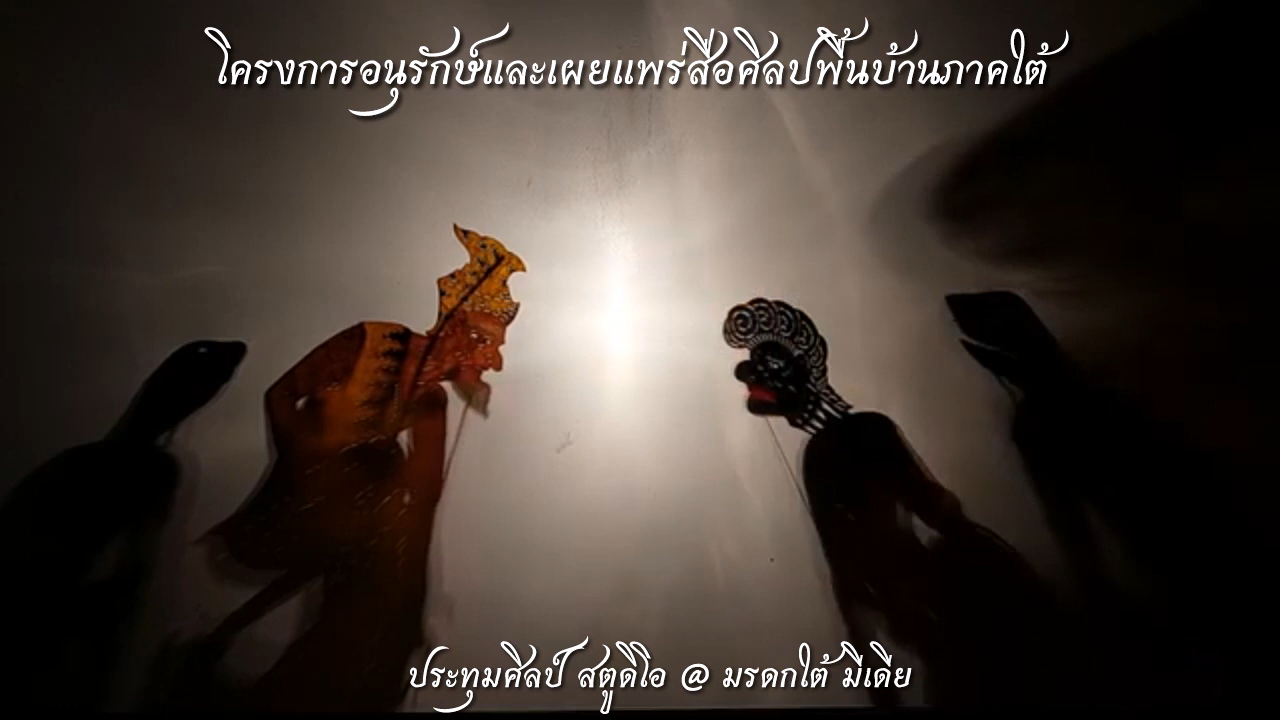 โครงการอนุรักษ์และเผยแพร่สื่อศิลปพื้นบ้านภาคใต้
ประทุมศิลป์ สตูดิโอ @ มรดกใต้ มีเดีย